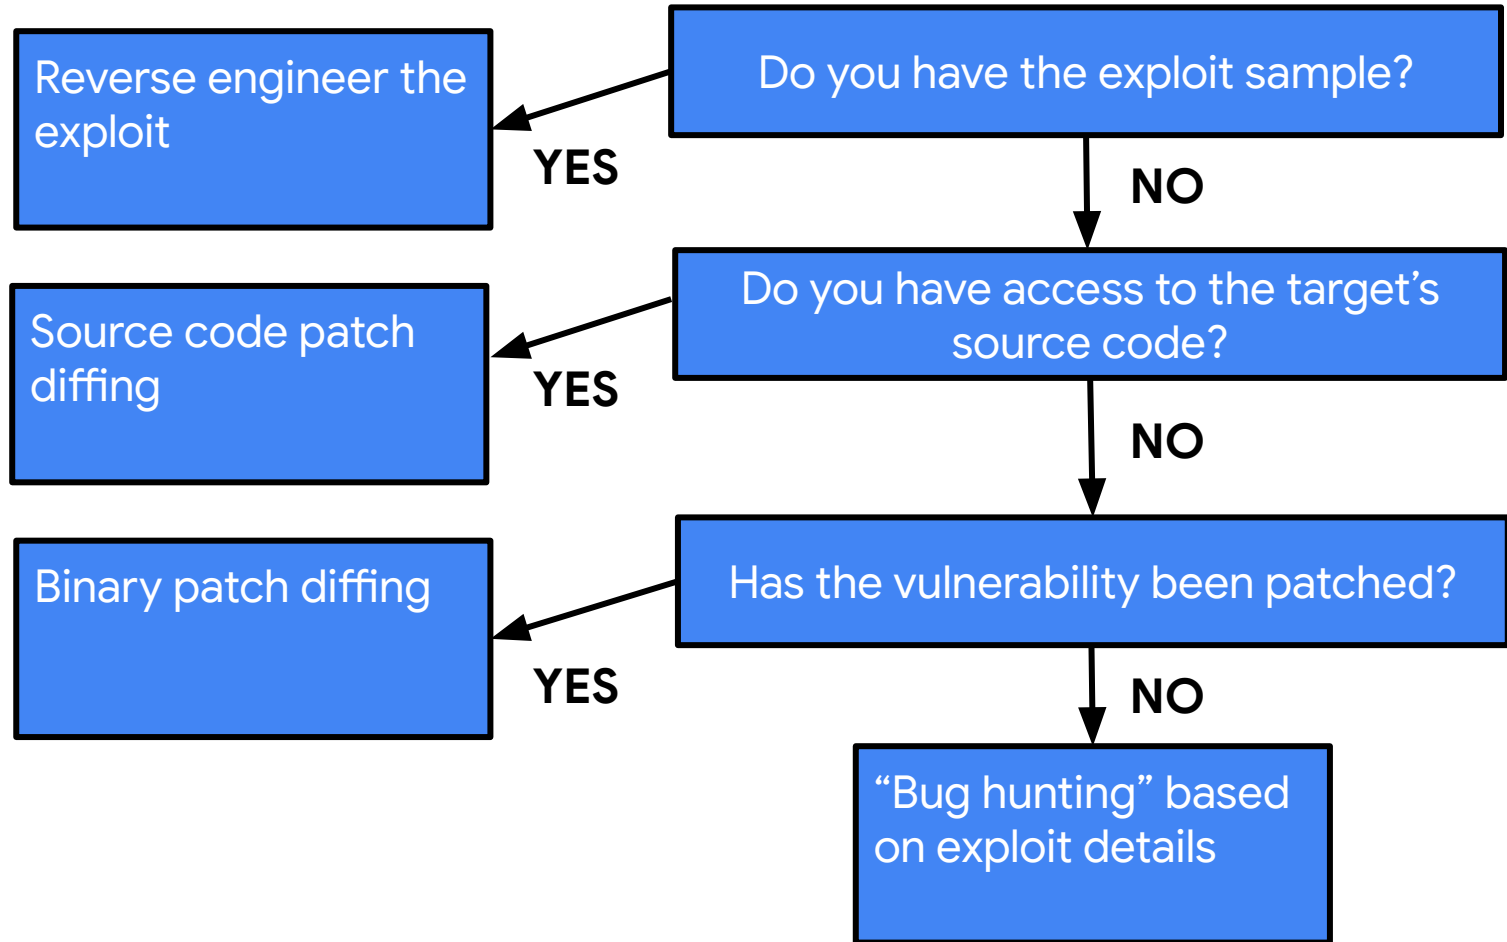 Do you have the exploit sample?
Reverse engineer the
exploit
YES
NO
Do you have access to the target’s
source code?
Source code patch
diffing
YES
NO
Has the vulnerability been patched?
Binary patch diffing
YES
NO
“Bug hunting” based
on exploit details